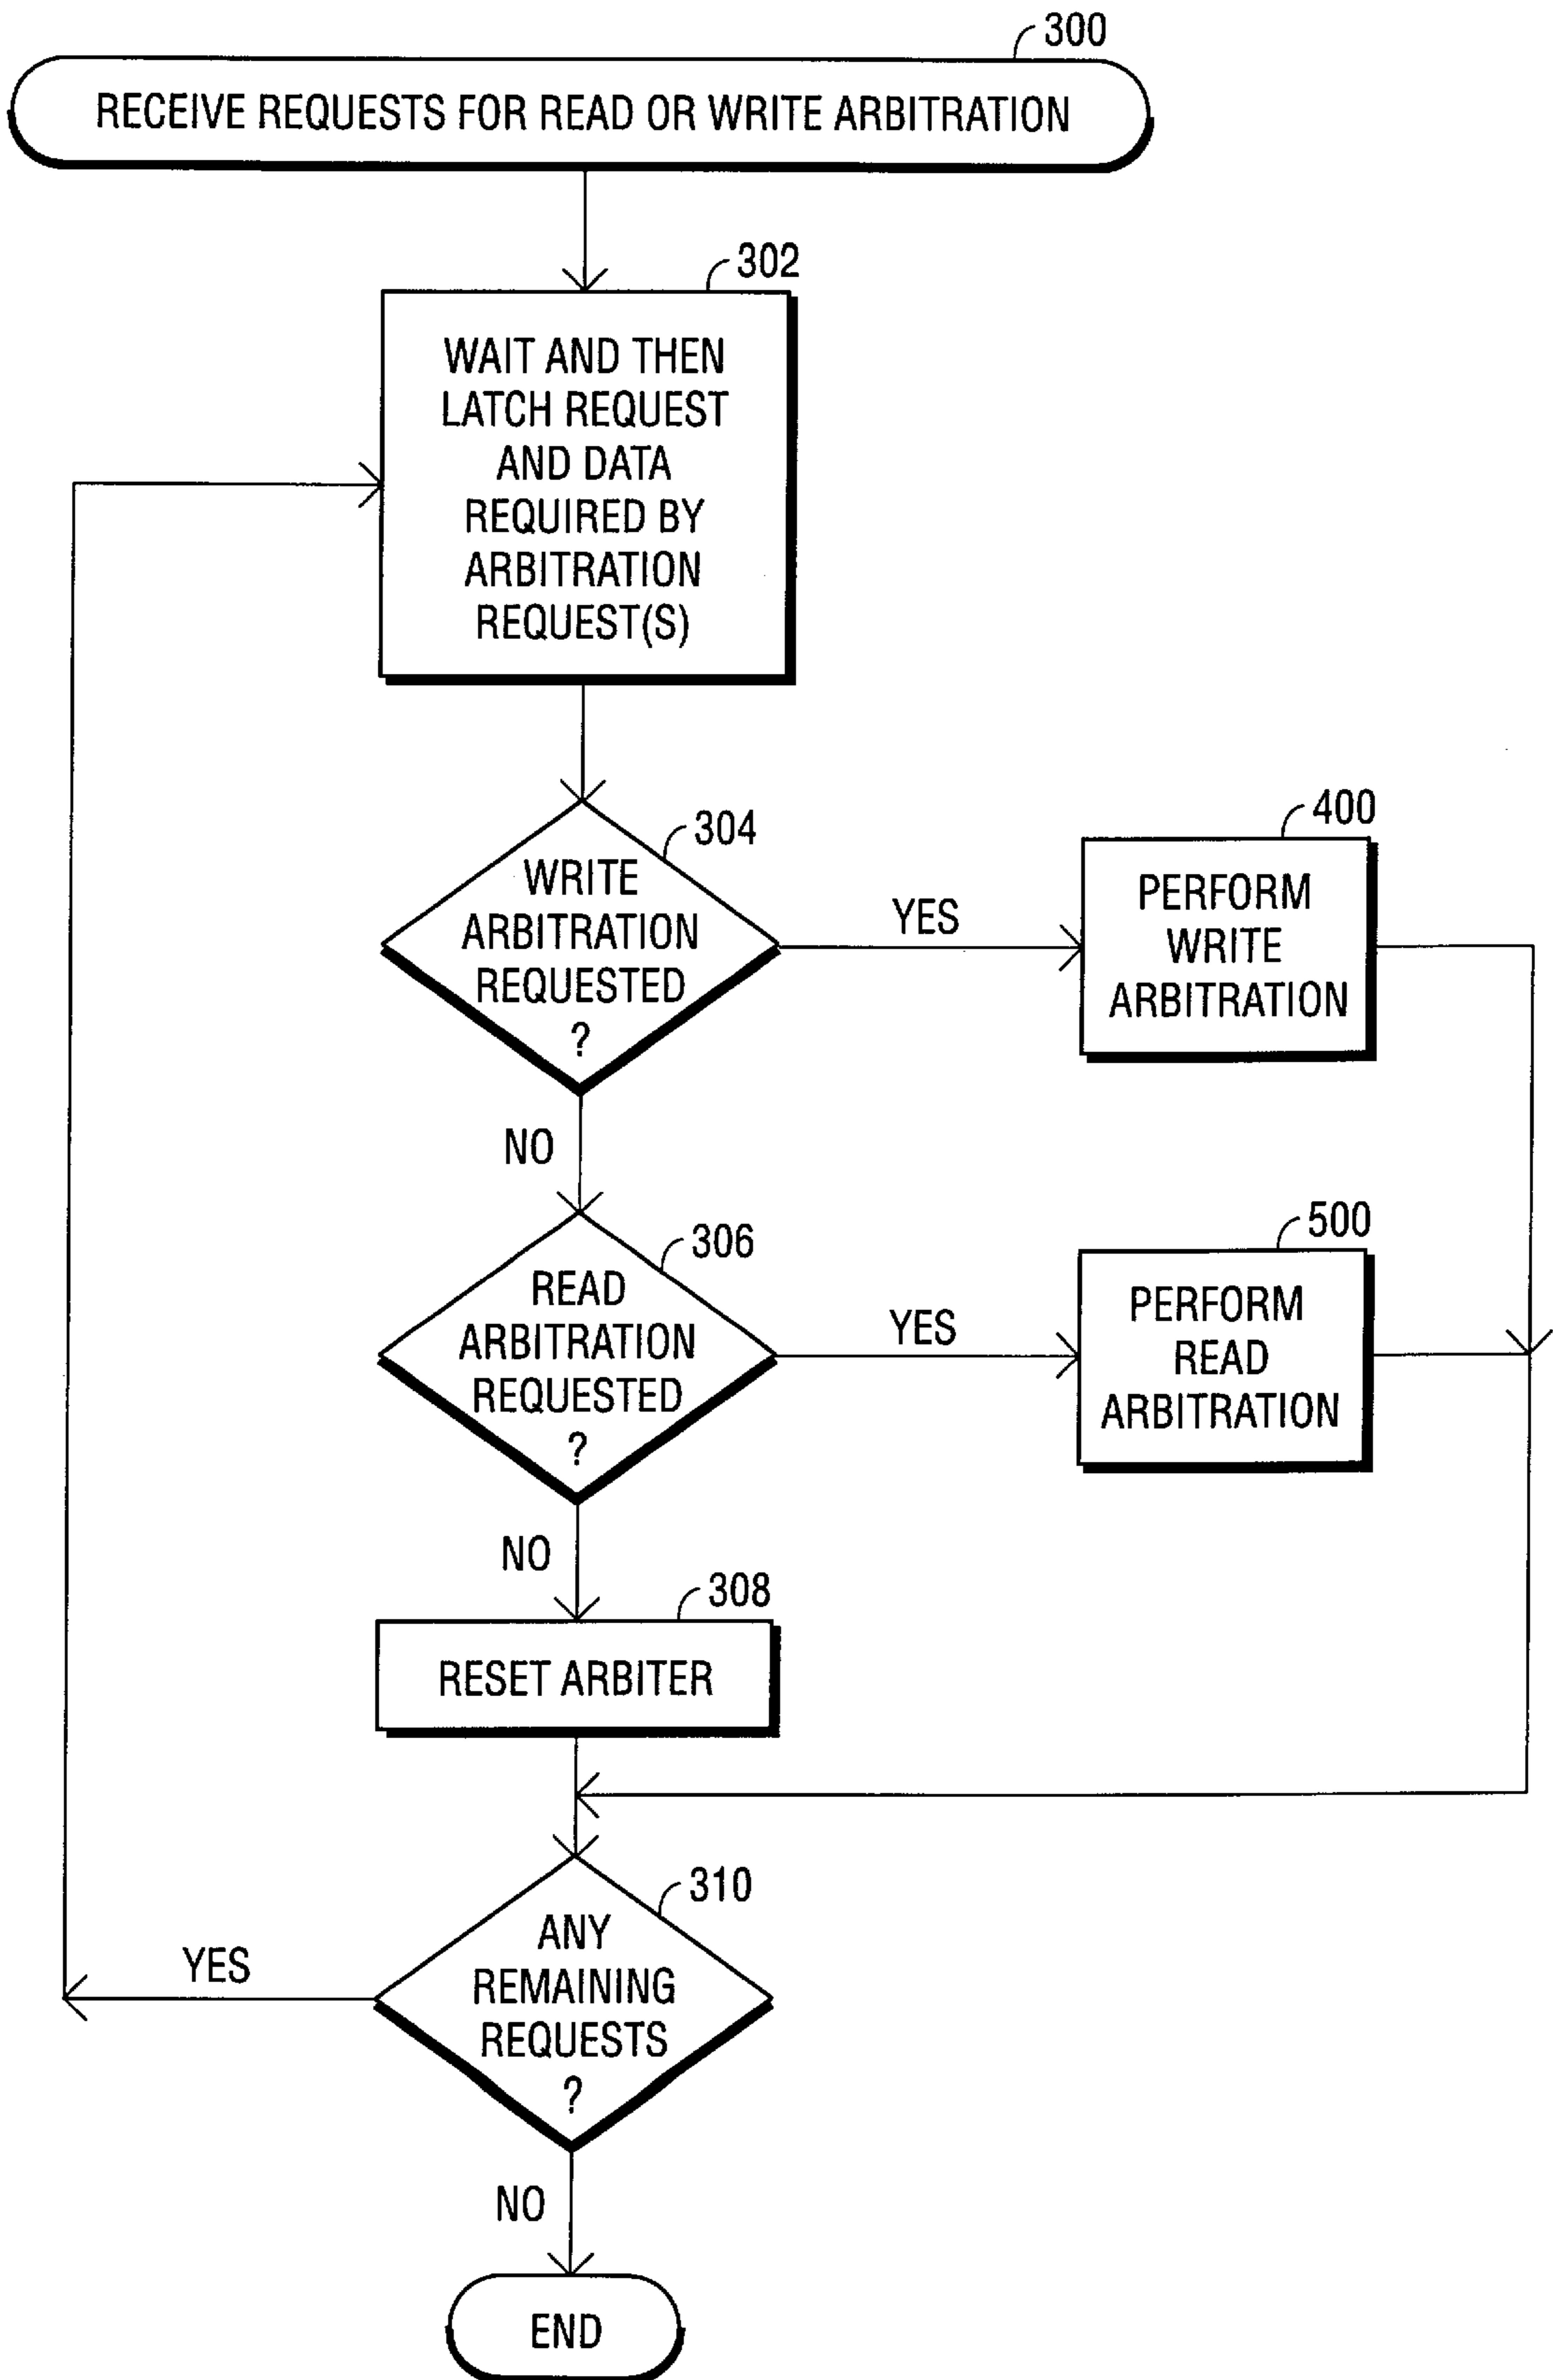 300
RECEIVE REQUESTS FOR READ OR WRITE ARBITRATION
302
WAIT AND THEN
LATCH REQUEST
AND DATA
REQUIRED BY
ARBITRATION
REQUEST(S)
304
WRITE
ARBITRATION
REQUESTED
?
YES
400
PERFORM
WRITE
ARBITRATION
NO
306
READ
ARBITRATION
REQUESTED
?
YES
500
PERFORM
READ
ARBITRATION
NO
308
RESET ARBITER
310
ANY
REMAINING
REQUESTS
?
YES
NO
END